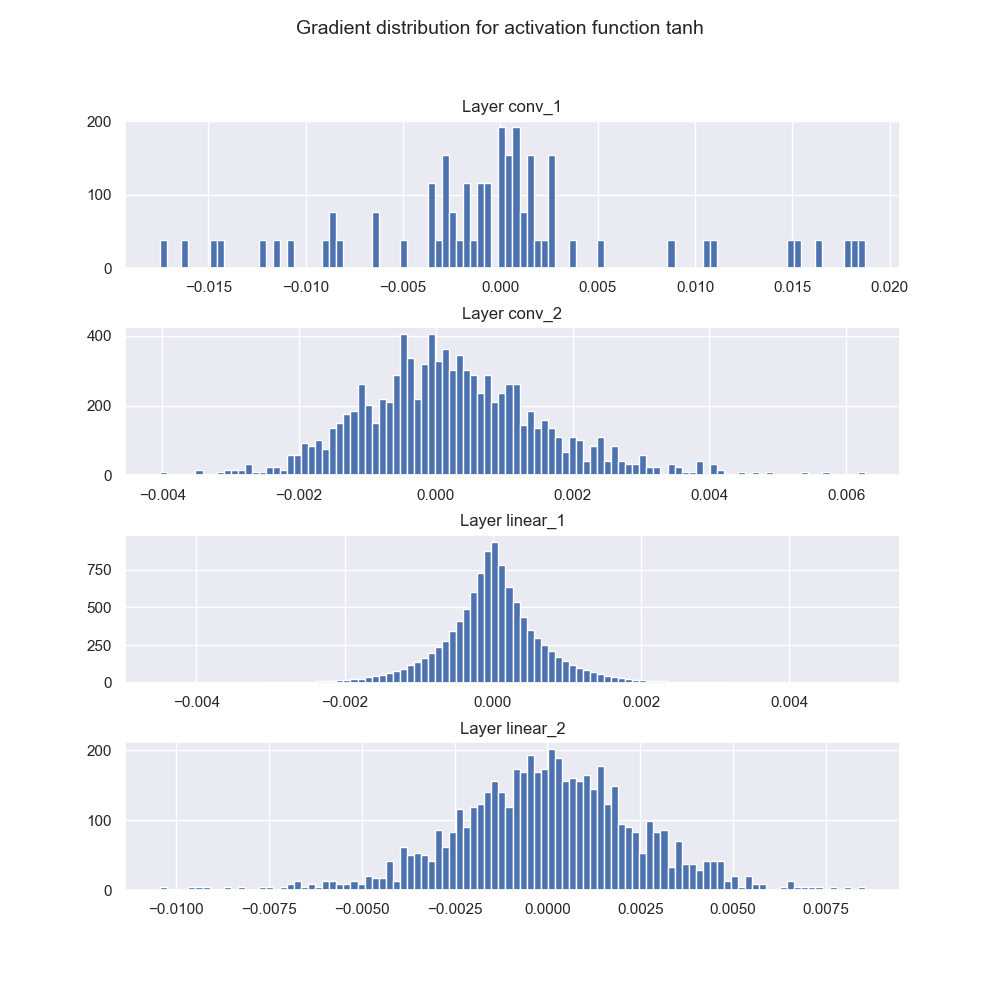 Gradient distribution for activation function tanh
Layer conv_1
200
100
0
−0.015 −0.010 −0.005 0.000 0.005 0.010 0.015 0.020
Layer conv_2
400
200
0
−0.004 −0.002 0.000 0.002 0.004 0.006
Layer linear_1
750
500
250
0
−0.004 −0.002 0.000 0.002 0.004
Layer linear_2
200
100
0
−0.0100 −0.0075 −0.0050 −0.0025 0.0000 0.0025 0.0050 0.0075